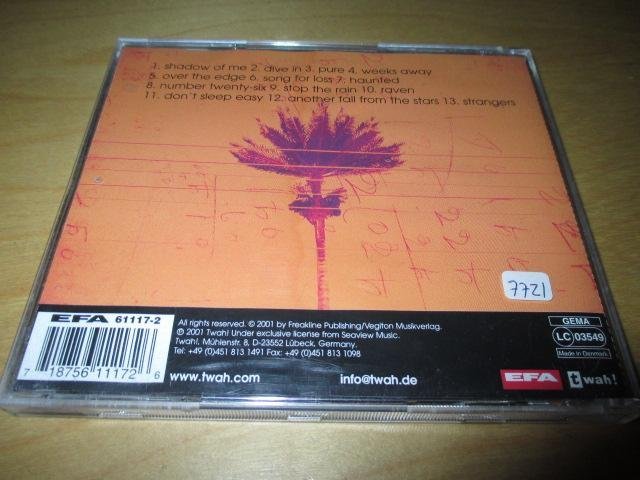 1. shadow of me 2. dive in 3. pure 4. weeks away
5. over the edge 6. song for loss 7. haunted
8. number twenty-six 9. stop the rain 10. raven
11. don't sleep easy 12. another fall from the stars 13. strangers
7721
EFA 61117-2
7 18756 11172 6
All rights reserved. © 2001 by Freakline Publishing/Vegiton Musikverlag.
℗ 2001 Twah! Under exclusive license from Seaview Music.
Twah!, Mühlenstr. 8, D-23552 Lübeck, Germany.
Tel: +49 (0)451 813 1491 Fax: +49 (0)451 813 1098
www.twah.com
info@twah.de
GEMA
LC 03549
Made in Denmark
EFA
twah!